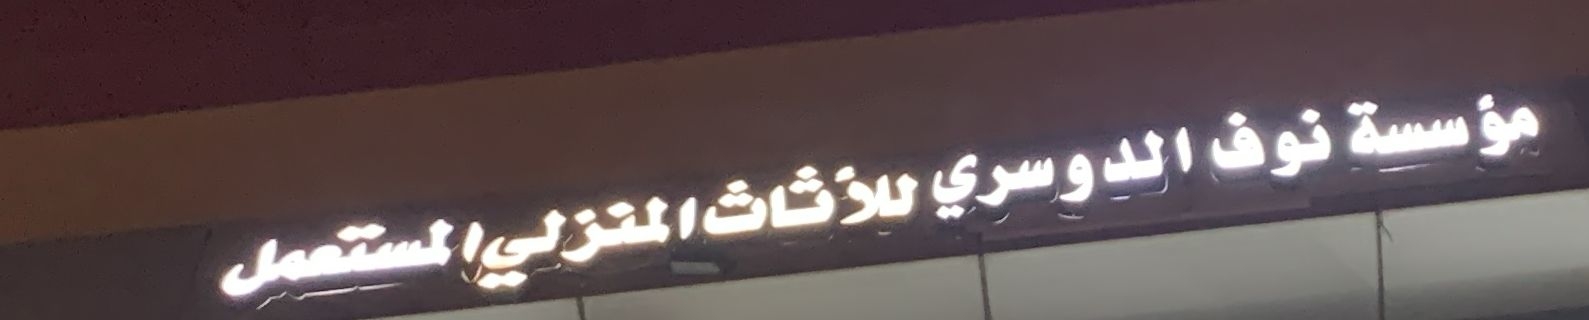 مؤسسة نوف الدوسري للأثاث المنزلي المستعمل